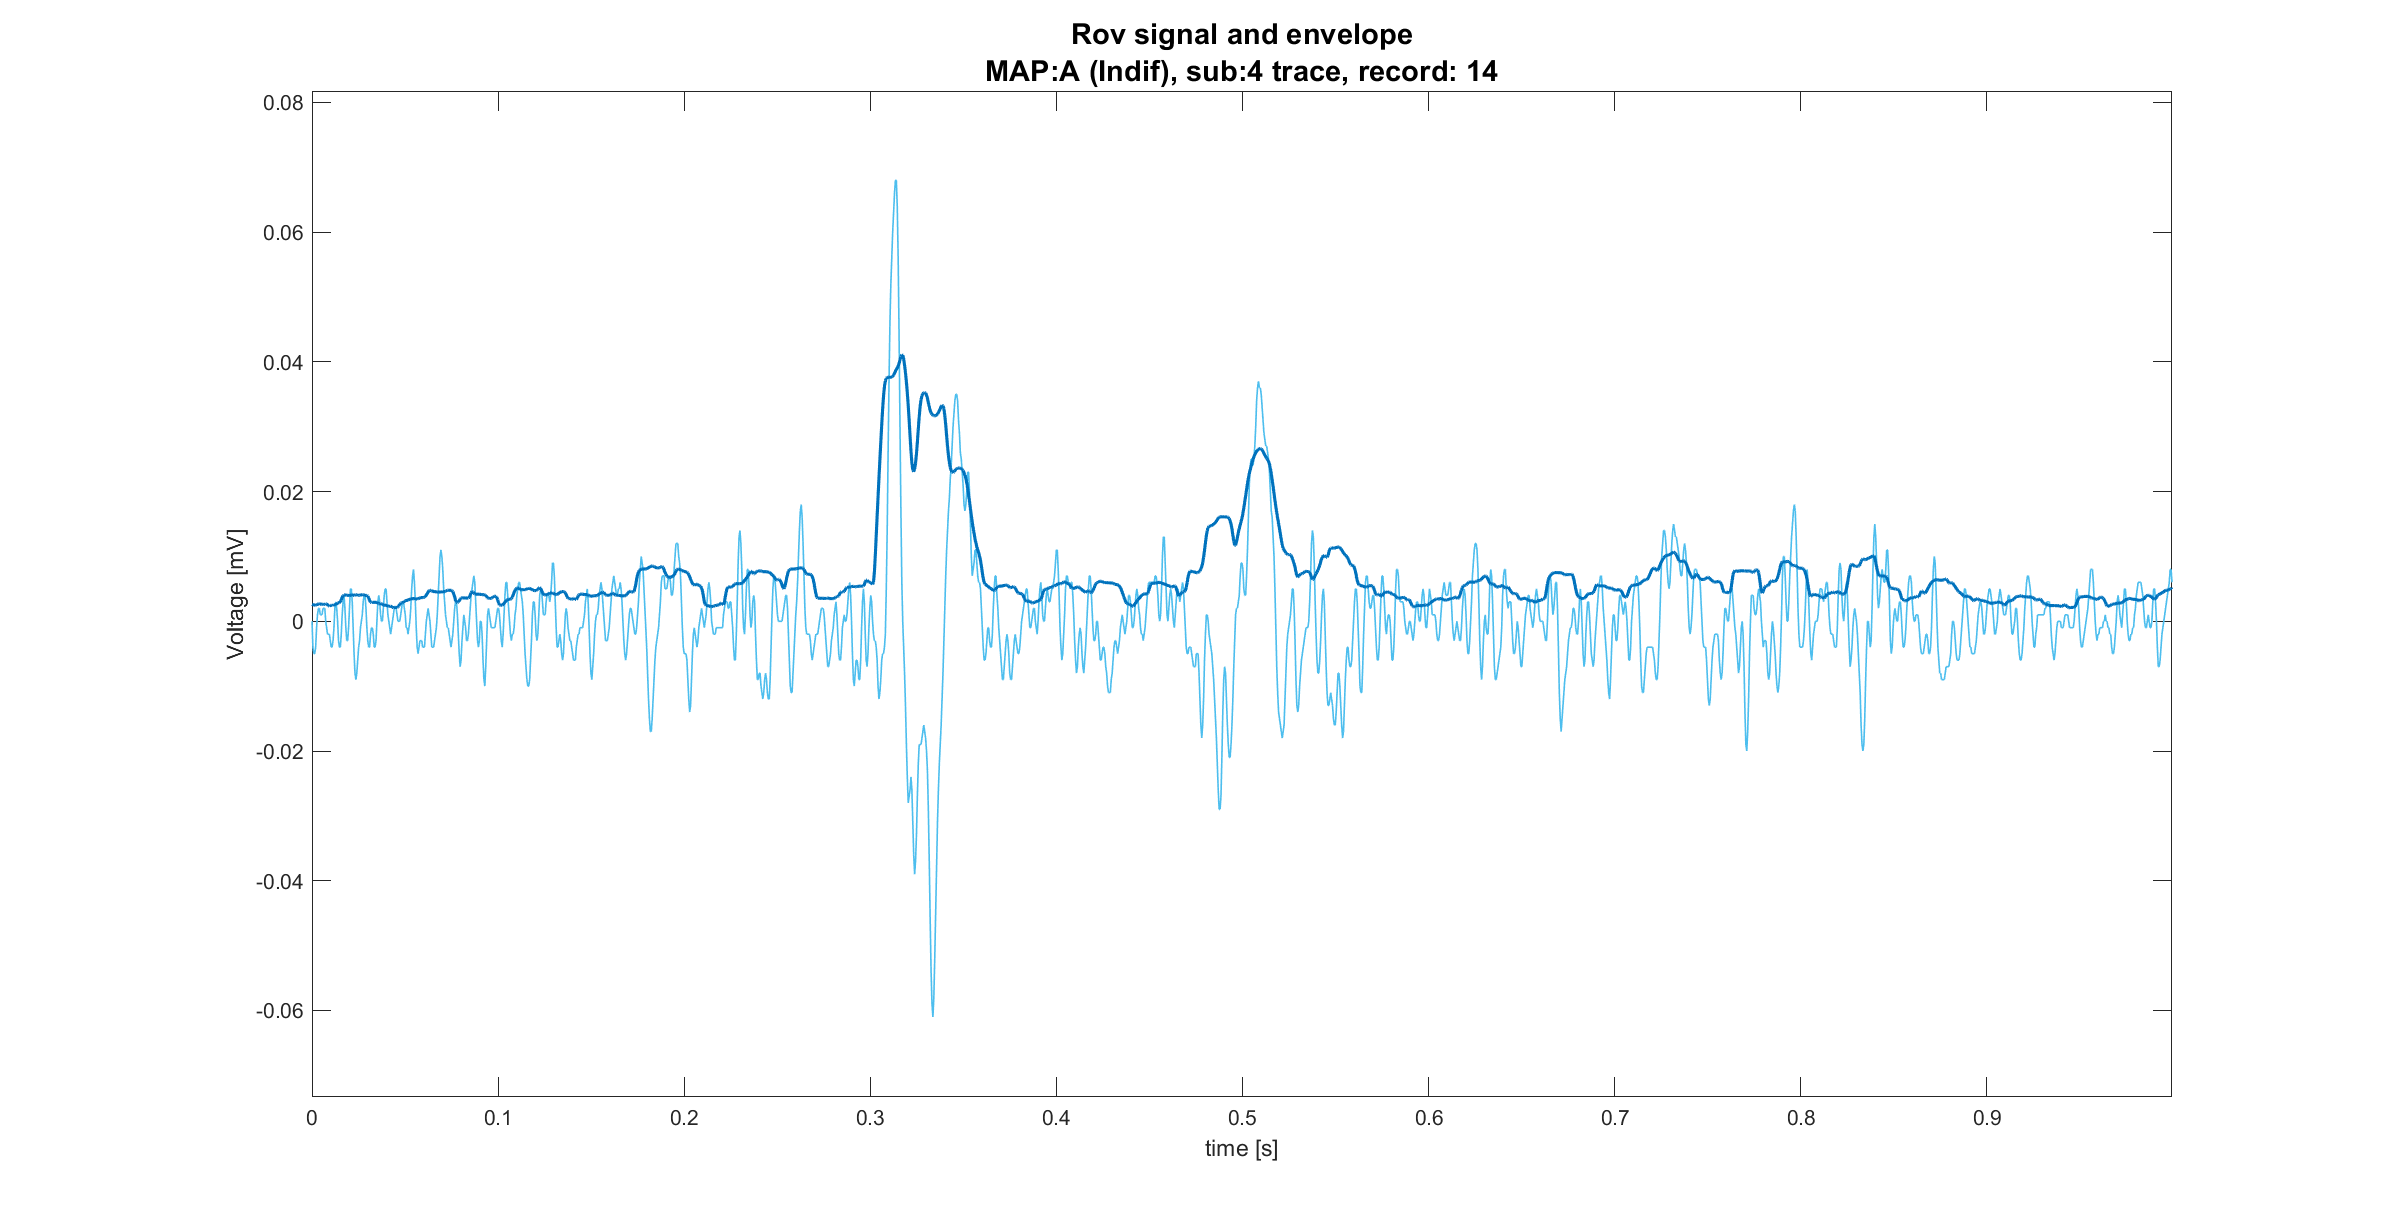 Rov signal and envelope
MAP:A (Indif), sub:4 trace, record: 14
0.08
0.06
0.04
0.02
0
-0.02
-0.04
-0.06
Voltage [mV]
0 0.1 0.2 0.3 0.4 0.5 0.6 0.7 0.8 0.9
time [s]